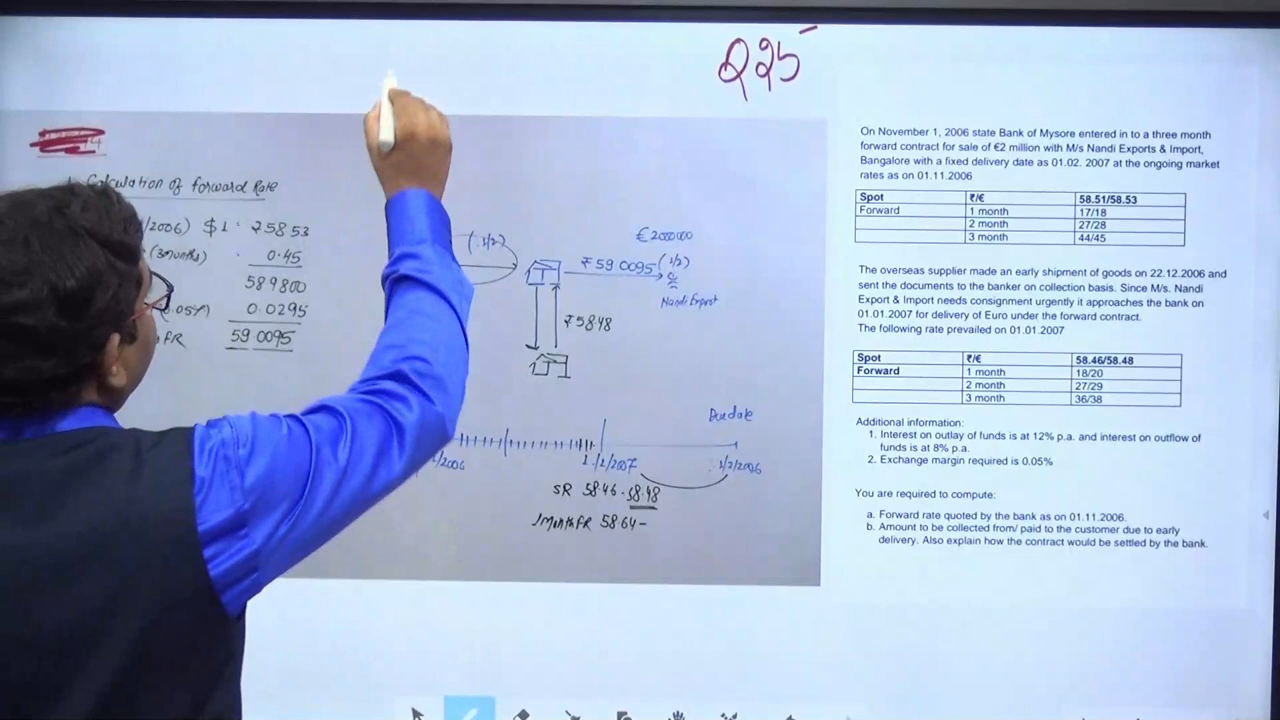 Q25
Calculation of forward Rate
/2006) $1 · ₹58 53
(3months) · 0.45
589800
0.05%) 0.0295
FR 59 0095
(1/2)
€2000000
₹59 0095 (1/2)
Nandi Export
₹58.48
Due date
/2006 1/1/2007 1/2/2006
SR 58.46 - 58.48
1 Month FR 58.64 -
On November 1, 2006 state Bank of Mysore entered in to a three month
forward contract for sale of €2 million with M/s Nandi Exports & Import,
Bangalore with a fixed delivery date as 01.02. 2007 at the ongoing market
rates as on 01.11.2006
Spot ₹/€ 58.51/58.53
Forward 1 month 17/18
2 month 27/28
3 month 44/45
The overseas supplier made an early shipment of goods on 22.12.2006 and
sent the documents to the banker on collection basis. Since M/s. Nandi
Export & Import needs consignment urgently it approaches the bank on
01.01.2007 for delivery of Euro under the forward contract.
The following rate prevailed on 01.01.2007
Spot ₹/€ 58.46/58.48
Forward 1 month 18/20
2 month 27/29
3 month 36/38
Additional information:
1. Interest on outlay of funds is at 12% p.a. and interest on outflow of
funds is at 8% p.a.
2. Exchange margin required is 0.05%
You are required to compute:
a. Forward rate quoted by the bank as on 01.11.2006.
b. Amount to be collected from/ paid to the customer due to early
delivery. Also explain how the contract would be settled by the bank.